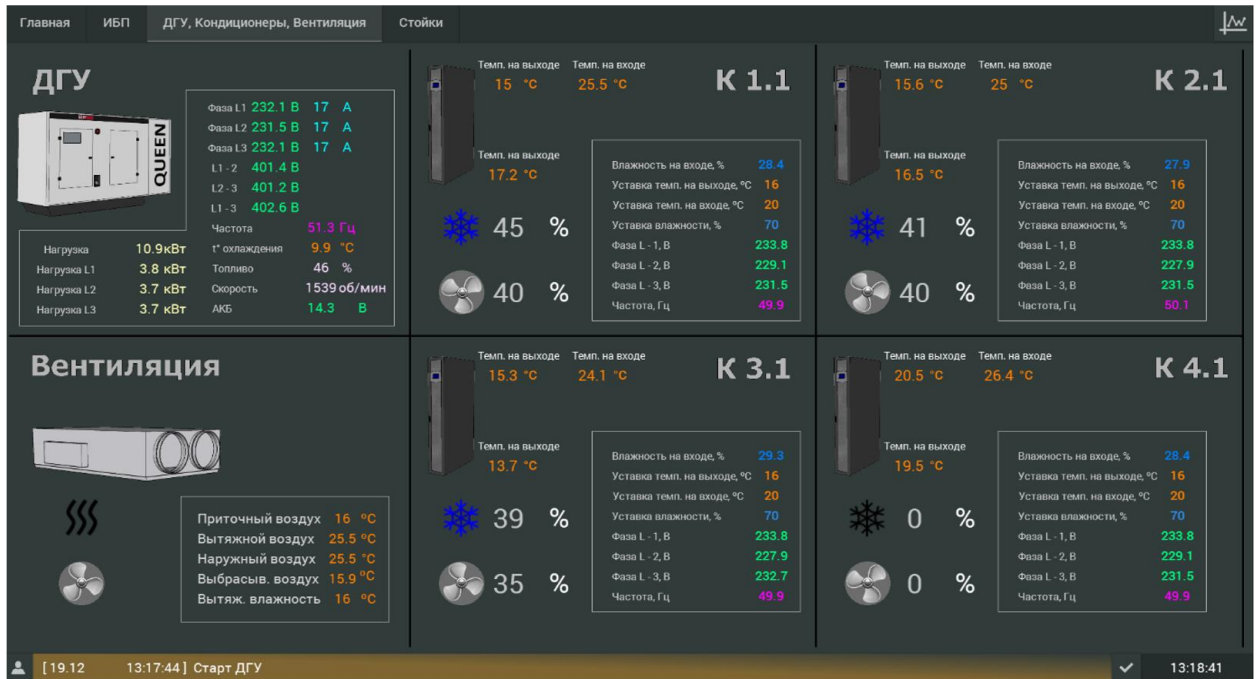 Главная ИБП ДГУ, Кондиционеры, Вентиляция Стойки
ДГУ
QUEEN
Фаза L1 232.1 В 17 А
Фаза L2 231.5 В 17 А
Фаза L3 232.1 В 17 А
L1 - 2 401.4 В
L2 - 3 401.2 В
L1 - 3 402.6 В
Частота 51.3 Гц
Нагрузка 10.9кВт t° охлаждения 9.9 °C
Нагрузка L1 3.8 кВт Топливо 46 %
Нагрузка L2 3.7 кВт Скорость 1539 об/мин
Нагрузка L3 3.7 кВт АКБ 14.3 В
Темп. на выходе Темп. на входе
15 °C 25.5 °C
К 1.1
Темп. на выходе
17.2 °C
45 %
40 %
Влажность на входе, % 28.4
Уставка темп. на выходе, ºC 16
Уставка темп. на входе, ºC 20
Уставка влажности, % 70
Фаза L - 1, В 233.8
Фаза L - 2, В 229.1
Фаза L - 3, В 231.5
Частота, Гц 49.9
Темп. на выходе Темп. на входе
15.6 °C 25 °C
К 2.1
Темп. на выходе
16.5 °C
41 %
40 %
Влажность на входе, % 27.9
Уставка темп. на выходе, ºC 16
Уставка темп. на входе, ºC 20
Уставка влажности, % 70
Фаза L - 1, В 233.8
Фаза L - 2, В 227.9
Фаза L - 3, В 231.5
Частота, Гц 50.1
Вентиляция
Приточный воздух 16 ºC
Вытяжной воздух 25.5 ºC
Наружный воздух 25.5 ºC
Выбрасыв. воздух 15.9 ºC
Вытяж. влажность 16 ºC
Темп. на выходе Темп. на входе
15.3 °C 24.1 °C
К 3.1
Темп. на выходе
13.7 °C
39 %
35 %
Влажность на входе, % 29.3
Уставка темп. на выходе, ºC 16
Уставка темп. на входе, ºC 20
Уставка влажности, % 70
Фаза L - 1, В 233.8
Фаза L - 2, В 227.9
Фаза L - 3, В 232.7
Частота, Гц 49.9
Темп. на выходе Темп. на входе
20.5 °C 26.4 °C
К 4.1
Темп. на выходе
19.5 °C
0 %
0 %
Влажность на входе, % 28.4
Уставка темп. на выходе, ºC 16
Уставка темп. на входе, ºC 20
Уставка влажности, % 70
Фаза L - 1, В 233.8
Фаза L - 2, В 229.1
Фаза L - 3, В 231.5
Частота, Гц 49.9
[ 19.12 13:17:44 ] Старт ДГУ 13:18:41